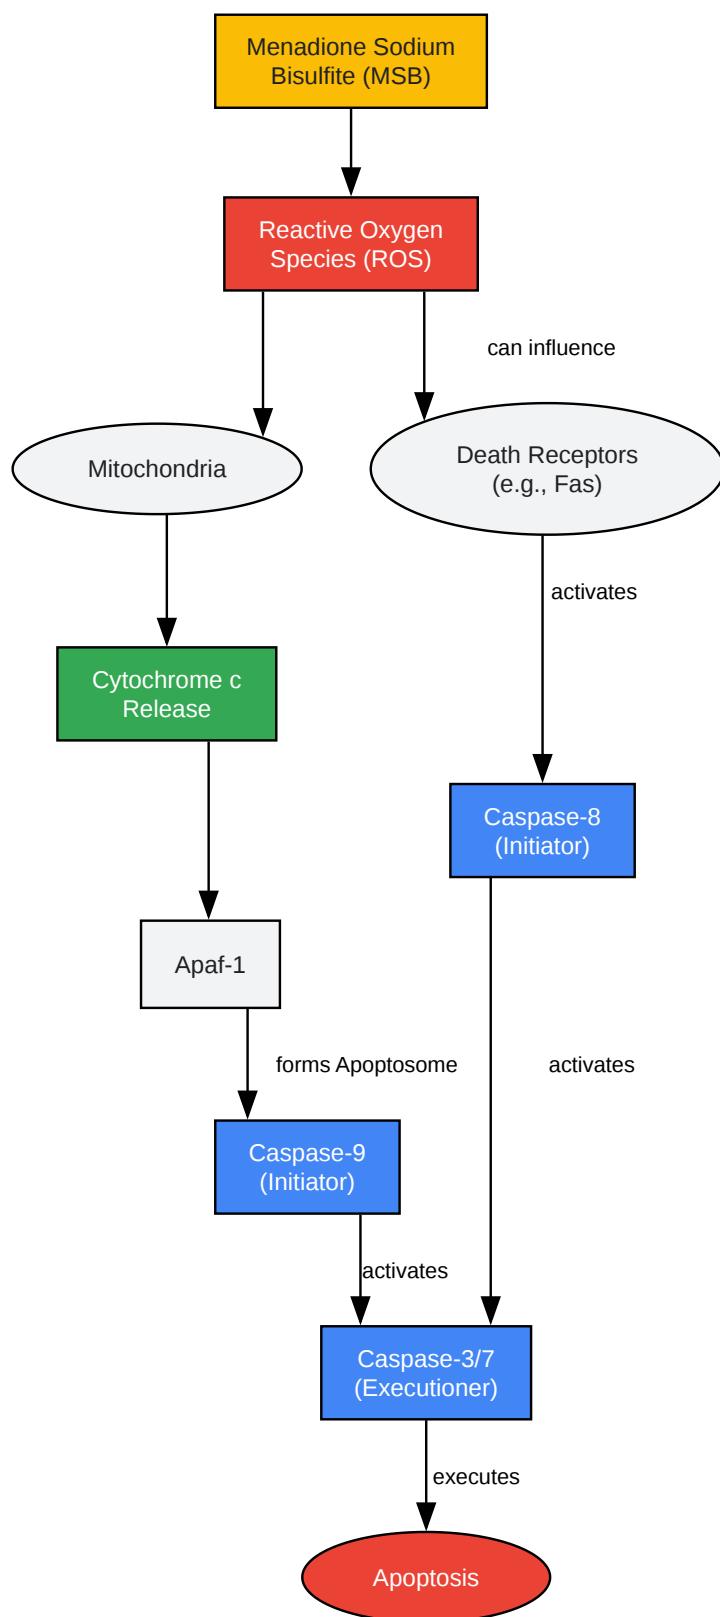 Menadione Sodium
Bisulfite (MSB)
Reactive Oxygen
Species (ROS)
can influence
Mitochondria
Death Receptors
(e.g., Fas)
activates
Cytochrome c
Release
Caspase-8
(Initiator)
Apaf-1
forms Apoptosome
activates
Caspase-9
(Initiator)
activates
Caspase-3/7
(Executioner)
executes
Apoptosis